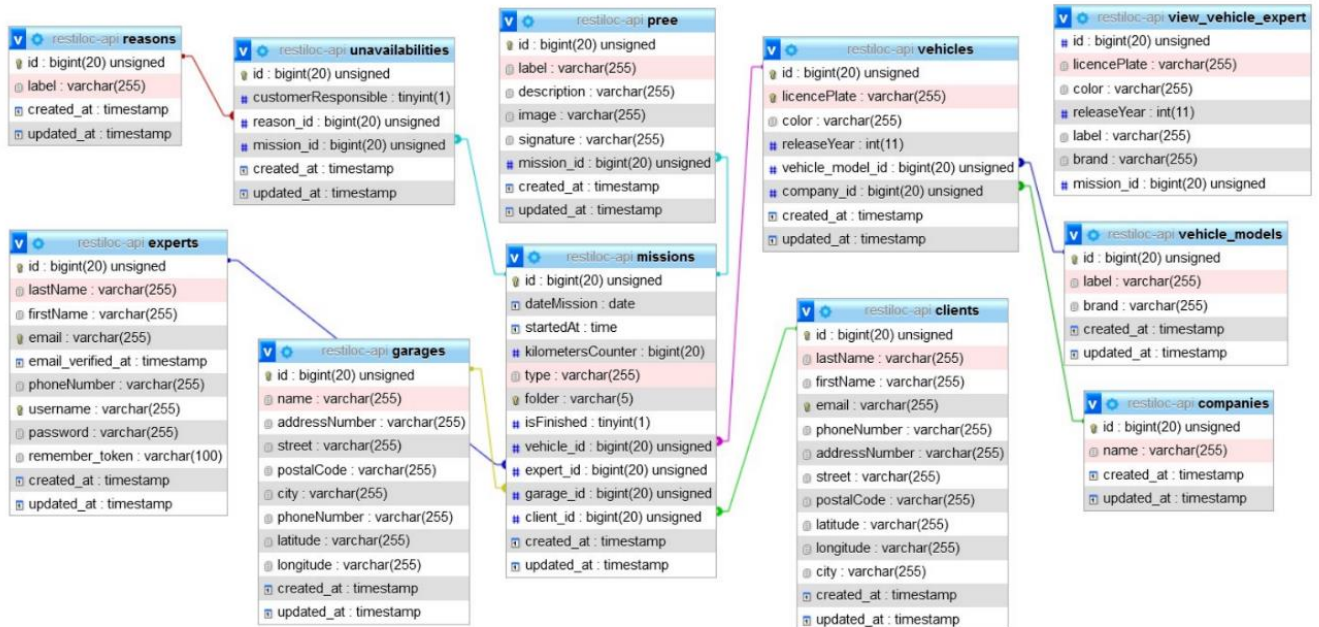 restiloc-api reasons
id : bigint(20) unsigned
label : varchar(255)
created_at : timestamp
updated_at : timestamp
restiloc-api unavailabilities
id : bigint(20) unsigned
customerResponsible : tinyint(1)
reason_id : bigint(20) unsigned
mission_id : bigint(20) unsigned
created_at : timestamp
updated_at : timestamp
restiloc-api pree
id : bigint(20) unsigned
label : varchar(255)
description : varchar(255)
image : varchar(255)
signature : varchar(255)
mission_id : bigint(20) unsigned
created_at : timestamp
updated_at : timestamp
restiloc-api vehicles
id : bigint(20) unsigned
licencePlate : varchar(255)
color : varchar(255)
releaseYear : int(11)
vehicle_model_id : bigint(20) unsigned
company_id : bigint(20) unsigned
created_at : timestamp
updated_at : timestamp
restiloc-api view_vehicle_expert
id : bigint(20) unsigned
licencePlate : varchar(255)
color : varchar(255)
releaseYear : int(11)
label : varchar(255)
brand : varchar(255)
mission_id : bigint(20) unsigned
restiloc-api experts
id : bigint(20) unsigned
lastName : varchar(255)
firstName : varchar(255)
email : varchar(255)
email_verified_at : timestamp
phoneNumber : varchar(255)
username : varchar(255)
password : varchar(255)
remember_token : varchar(100)
created_at : timestamp
updated_at : timestamp
restiloc-api garages
id : bigint(20) unsigned
name : varchar(255)
addressNumber : varchar(255)
street : varchar(255)
postalCode : varchar(255)
city : varchar(255)
phoneNumber : varchar(255)
latitude : varchar(255)
longitude : varchar(255)
created_at : timestamp
updated_at : timestamp
restiloc-api missions
id : bigint(20) unsigned
dateMission : date
startedAt : time
kilometersCounter : bigint(20)
type : varchar(255)
folder : varchar(5)
isFinished : tinyint(1)
vehicle_id : bigint(20) unsigned
expert_id : bigint(20) unsigned
garage_id : bigint(20) unsigned
client_id : bigint(20) unsigned
created_at : timestamp
updated_at : timestamp
restiloc-api clients
id : bigint(20) unsigned
lastName : varchar(255)
firstName : varchar(255)
email : varchar(255)
phoneNumber : varchar(255)
addressNumber : varchar(255)
street : varchar(255)
postalCode : varchar(255)
latitude : varchar(255)
longitude : varchar(255)
city : varchar(255)
created_at : timestamp
updated_at : timestamp
restiloc-api vehicle_models
id : bigint(20) unsigned
label : varchar(255)
brand : varchar(255)
created_at : timestamp
updated_at : timestamp
restiloc-api companies
id : bigint(20) unsigned
name : varchar(255)
created_at : timestamp
updated_at : timestamp